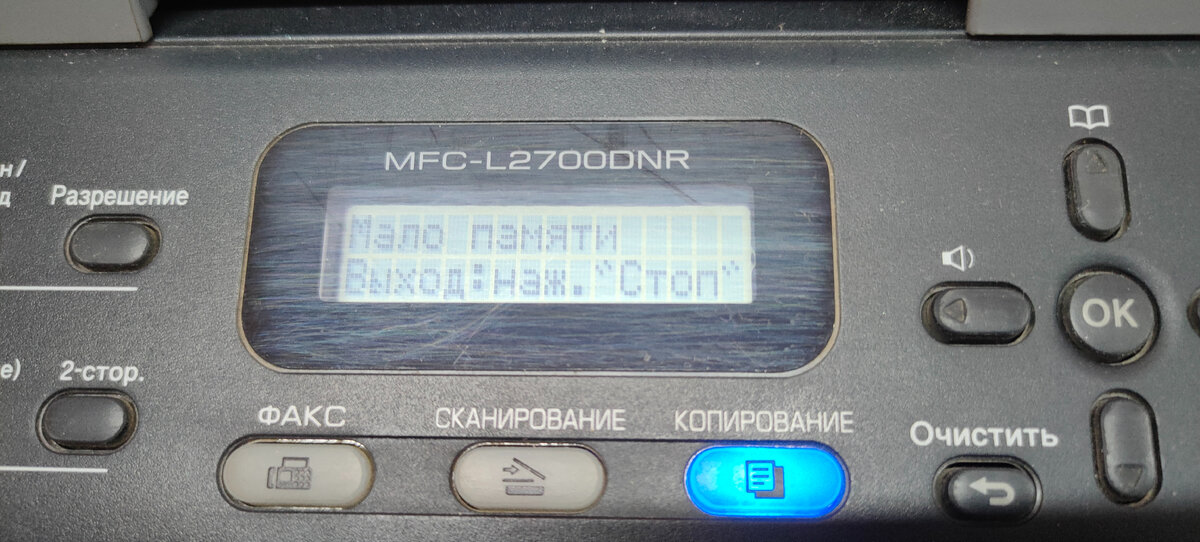 MFC-L2700DNR
н/
д
Разрешение
Мало памяти
Выход:наж."Стоп"
OK
е)
2-стор.
ФАКС
СКАНИРОВАНИЕ
КОПИРОВАНИЕ
Очистить